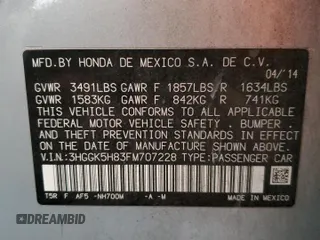 MFD.BY HONDA DE MEXICO S.A. DE C.V.
04/'14
GVWR 3491LBS GAWR F 1857LBS R 1634LBS
GVWR 1583KG GAWR F 842KG R 741KG
THIS VEHICLE CONFORMS TO ALL APPLICABLE
FEDERAL MOTOR VEHICLE SAFETY,
BUMPER, AND THEFT PREVENTION STANDARDS
IN EFFECT ON THE DATE OF
MANUFACTURE SHOWN ABOVE.
V.I.N.:3HGGK5H83FM707228 TYPE:PASSENGER CAR
T5R F AF5 -NH700M -A -M
MADE IN MEXICO
DREAMBID